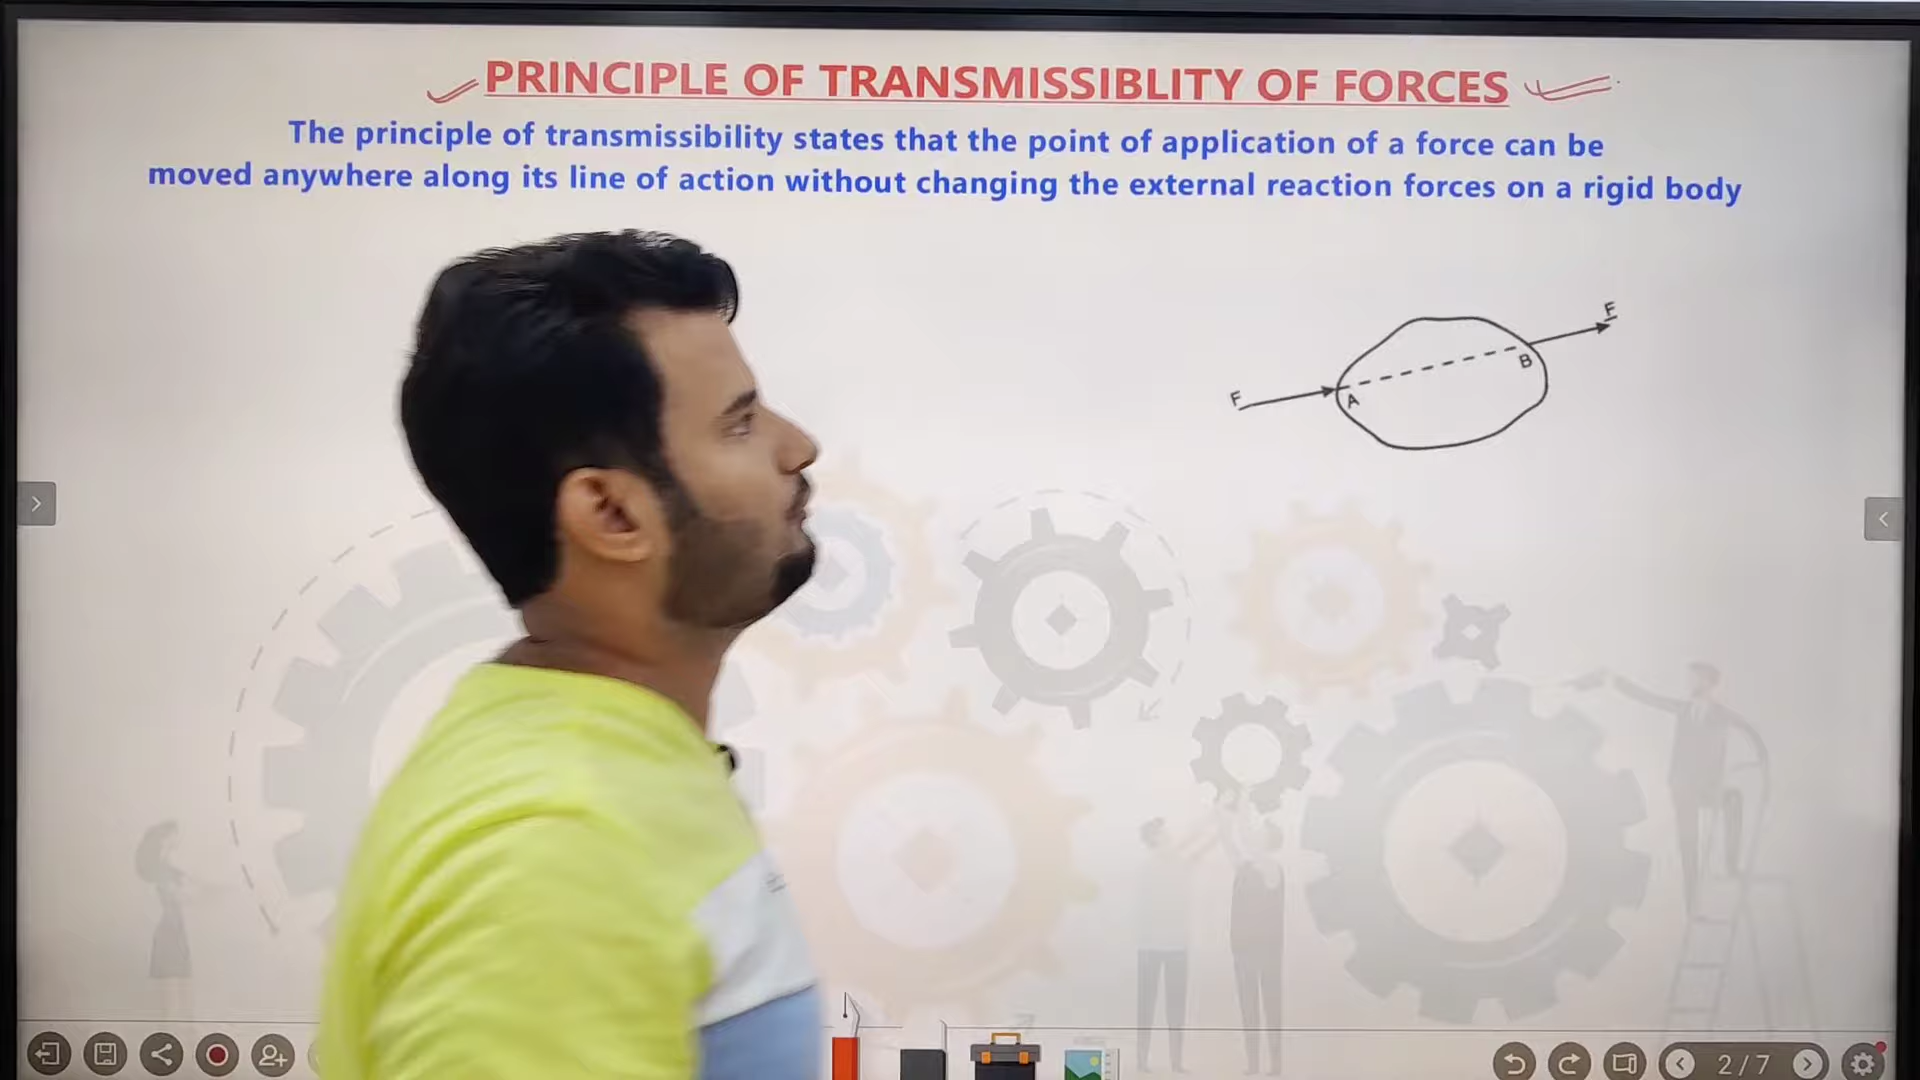 PRINCIPLE OF TRANSMISSIBLITY OF FORCES
The principle of transmissibility states that the point of application of a force can be
moved anywhere along its line of action without changing the external reaction forces on a rigid body
F
F
A
B
2/7